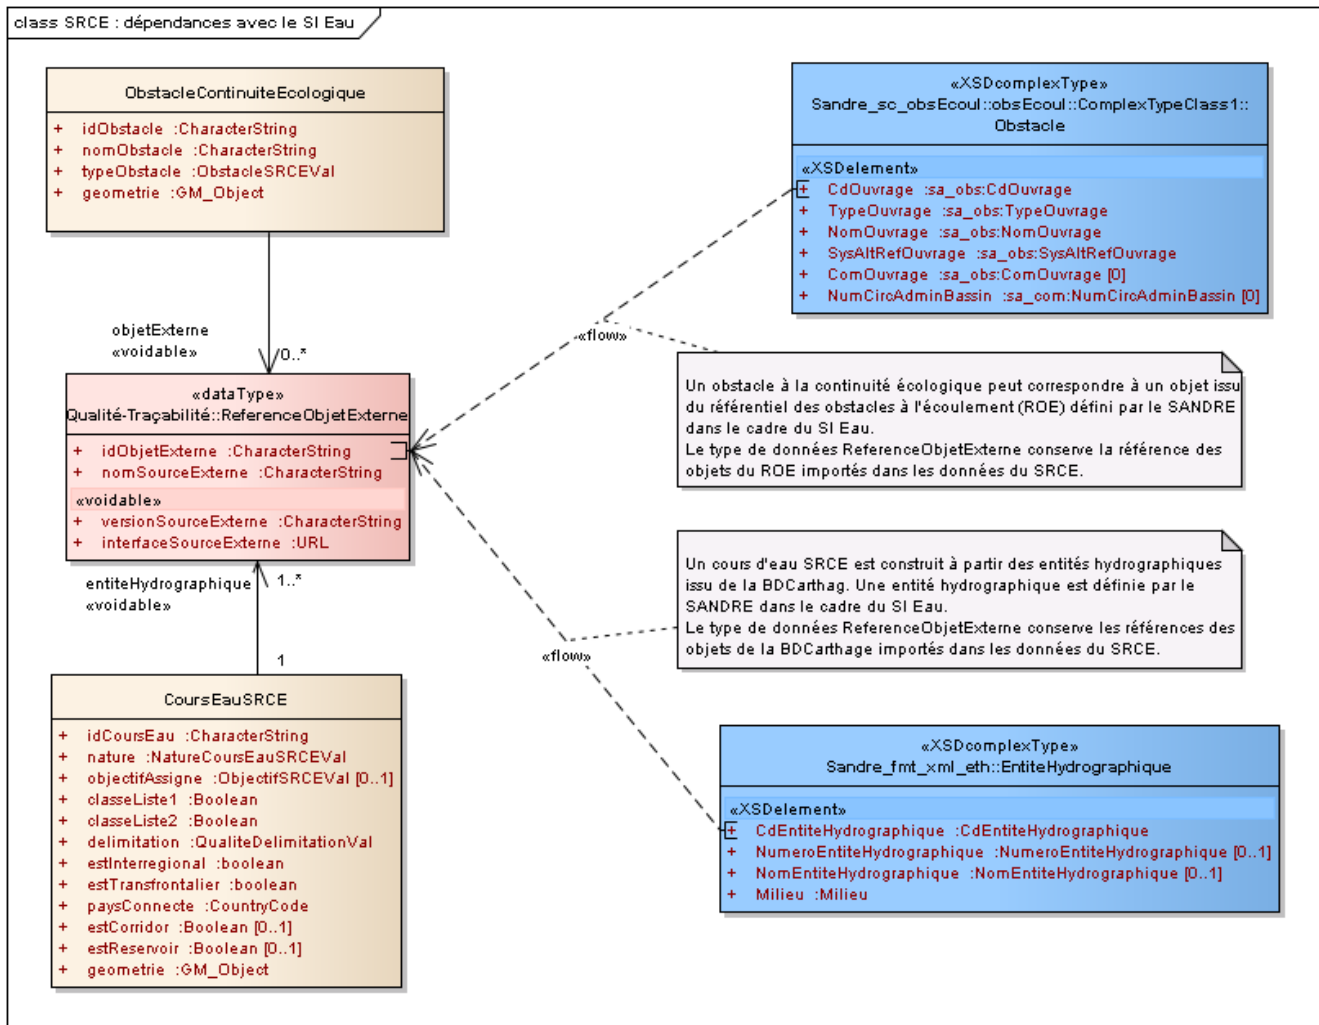 class SRCE : dépendances avec le SI Eau
ObstacleContinuiteEcologique
+ idObstacle :CharacterString
+ nomObstacle :CharacterString
+ typeObstacle :ObstacleSRCEVal
+ geometrie :GM_Object
objetExterne
«voidable»
0..*
«dataType»
Qualité-Traçabilité::ReferenceObjetExterne
+ idObjetExterne :CharacterString
+ nomSourceExterne :CharacterString
«voidable»
+ versionSourceExterne :CharacterString
+ interfaceSourceExterne :URL
entiteHydrographique
«voidable»
1..*
1
CoursEauSRCE
+ idCoursEau :CharacterString
+ nature :NatureCoursEauSRCEVal
+ objectifAssigne :ObjectifSRCEVal [0..1]
+ classeListe1 :Boolean
+ classeListe2 :Boolean
+ delimitation :QualiteDelimitationVal
+ estInterregional :boolean
+ estTransfrontalier :boolean
+ paysConnecte :CountryCode
+ estCorridor :Boolean [0..1]
+ estReservoir :Boolean [0..1]
+ geometrie :GM_Object
«XSDcomplexType»
Sandre_sc_obsEcoul::obsEcoul::ComplexTypeClass1::
Obstacle
«XSDelement»
+ CdOuvrage :sa_obs:CdOuvrage
+ TypeOuvrage :sa_obs:TypeOuvrage
+ NomOuvrage :sa_obs:NomOuvrage
+ SysAltRefOuvrage :sa_obs:SysAltRefOuvrage
+ ComOuvrage :sa_obs:ComOuvrage [0]
+ NumCircAdminBassin :sa_com:NumCircAdminBassin [0]
«flow»
Un obstacle à la continuité écologique peut correspondre à un objet issu
du référentiel des obstacles à l'écoulement (ROE) défini par le SANDRE
dans le cadre du SI Eau.
Le type de données ReferenceObjetExterne conserve la référence des
objets du ROE importés dans les données du SRCE.
Un cours d'eau SRCE est construit à partir des entités hydrographiques
issu de la BDCarthag. Une entité hydrographique est définie par le
SANDRE dans le cadre du SI Eau.
Le type de données ReferenceObjetExterne conserve les références des
objets de la BDCarthage importés dans les données du SRCE.
«flow»
«XSDcomplexType»
Sandre_fmt_xml_eth::EntiteHydrographique
«XSDelement»
+ CdEntiteHydrographique :CdEntiteHydrographique
+ NumeroEntiteHydrographique :NumeroEntiteHydrographique [0..1]
+ NomEntiteHydrographique :NomEntiteHydrographique [0..1]
+ Milieu :Milieu